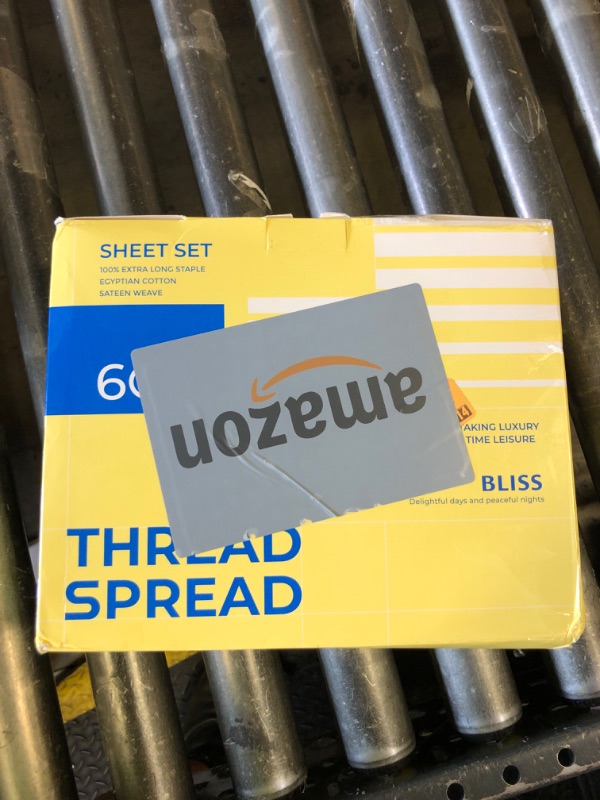 SHEET SET
100% EXTRA LONG STAPLE
EGYPTIAN COTTON
SATEEN WEAVE
amazon
AKING LUXURY
TIME LEISURE
BLISS
Delightful days and peaceful nights
THREAD
SPREAD